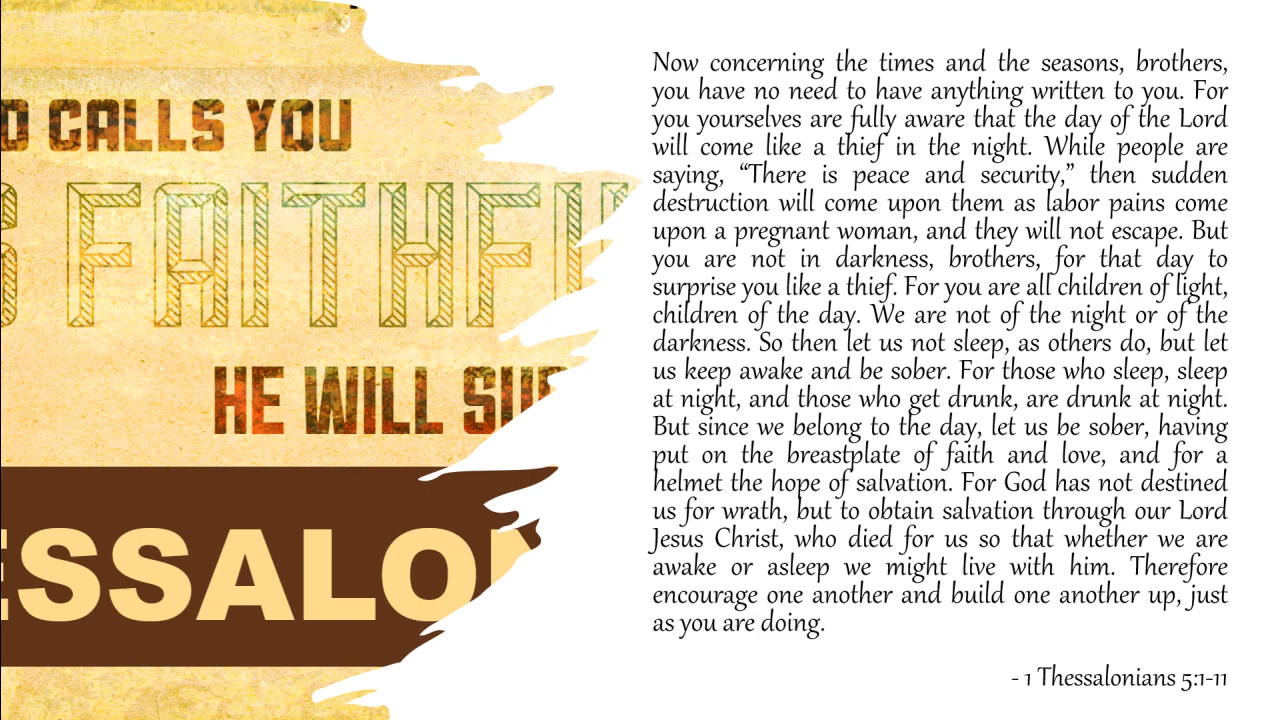 CALLS YOU
FAITHFU
HE WILL SU
ESSALO
Now concerning the times and the seasons, brothers,
you have no need to have anything written to you. For
you yourselves are fully aware that the day of the Lord
will come like a thief in the night. While people are
saying, “There is peace and security,” then sudden
destruction will come upon them as labor pains come
upon a pregnant woman, and they will not escape. But
you are not in darkness, brothers, for that day to
surprise you like a thief. For you are all children of light,
children of the day. We are not of the night or of the
darkness. So then let us not sleep, as others do, but let
us keep awake and be sober. For those who sleep, sleep
at night, and those who get drunk, are drunk at night.
But since we belong to the day, let us be sober, having
put on the breastplate of faith and love, and for a
helmet the hope of salvation. For God has not destined
us for wrath, but to obtain salvation through our Lord
Jesus Christ, who died for us so that whether we are
awake or asleep we might live with him. Therefore
encourage one another and build one another up, just
as you are doing.
- 1 Thessalonians 5:1-11